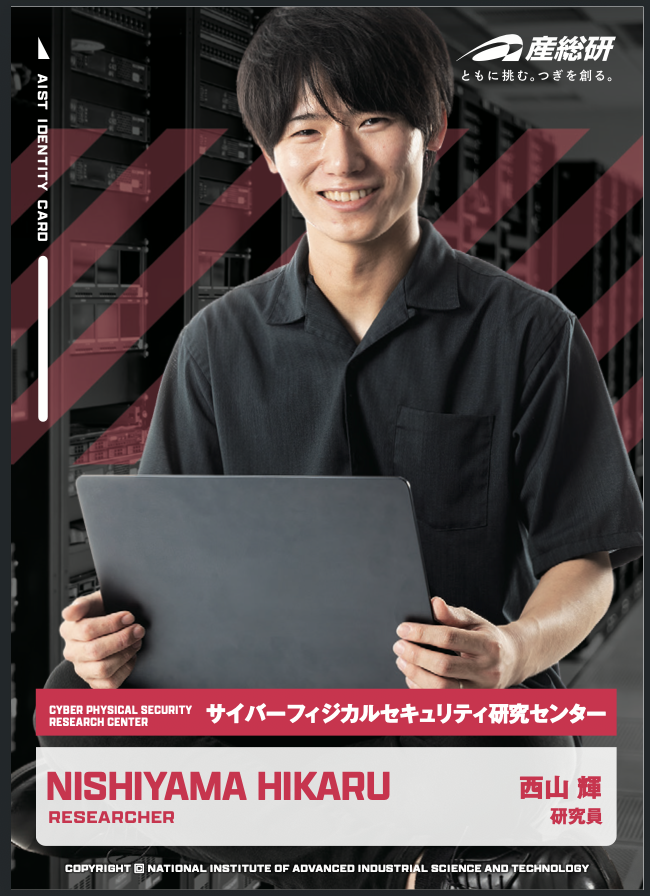 産総研
ともに挑む。つぎを創る。
AIST IDENTITY CARD
CYBER PHYSICAL SECURITY
RESEARCH CENTER
サイバーフィジカルセキュリティ研究センター
NISHIYAMA HIKARU
西山 輝
RESEARCHER
研究員
COPYRIGHT © NATIONAL INSTITUTE OF ADVANCED INDUSTRIAL SCIENCE AND TECHNOLOGY